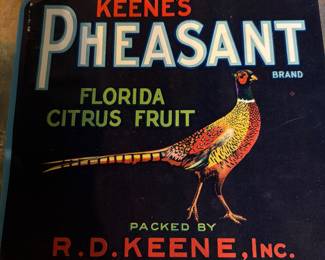 KEENE'S
PHEASANT
BRAND
FLORIDA
CITRUS FRUIT
PACKED BY
R.D. KEENE, INC.